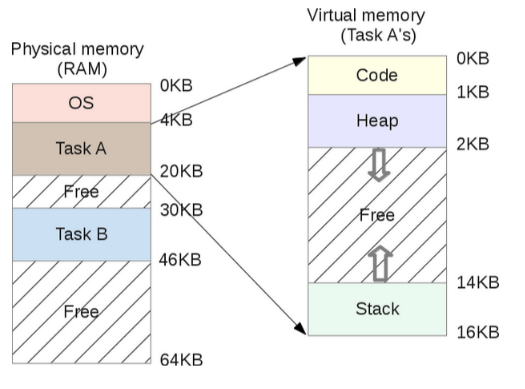 Physical memory
(RAM)
0KB
OS
4KB
Task A
20KB
Free
30KB
Task B
46KB
Free
64KB
Virtual memory
(Task A's)
0KB
Code
1KB
Heap
2KB
Free
14KB
Stack
16KB